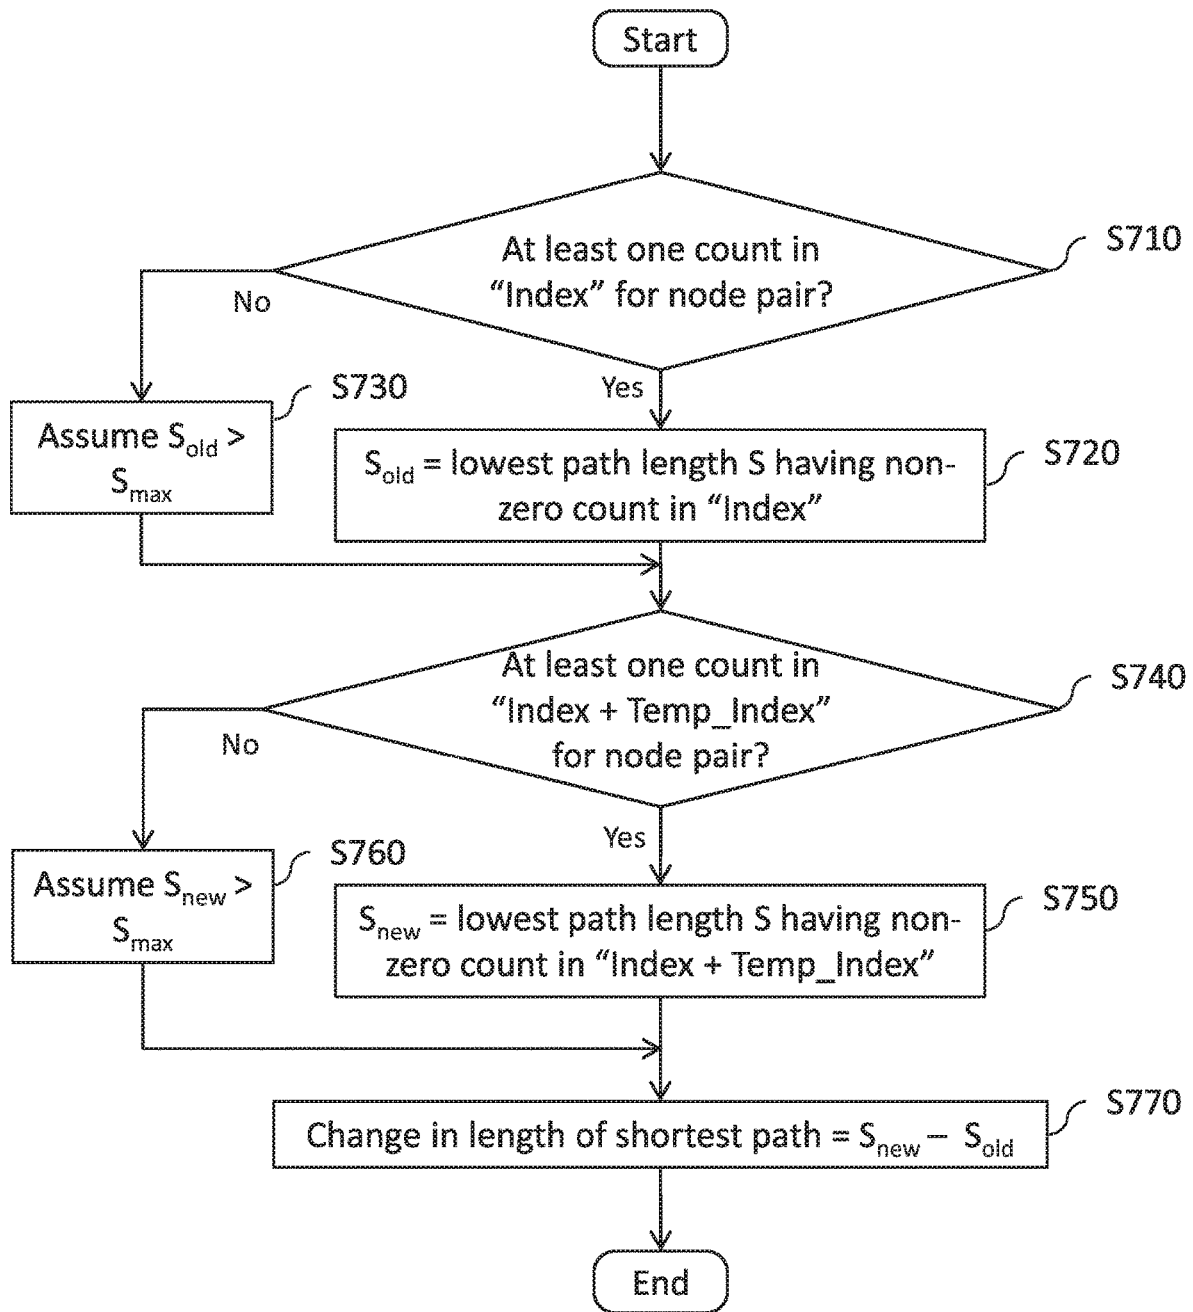 Start
At least one count in
“Index” for node pair?
S710
No
Yes
S730
Assume S_old >
S_max
S720
S_old = lowest path length S having non-
zero count in “Index”
At least one count in
“Index + Temp_Index”
for node pair?
S740
No
Yes
S760
Assume S_new >
S_max
S750
S_new = lowest path length S having non-
zero count in “Index + Temp_Index”
S770
Change in length of shortest path = S_new – S_old
End